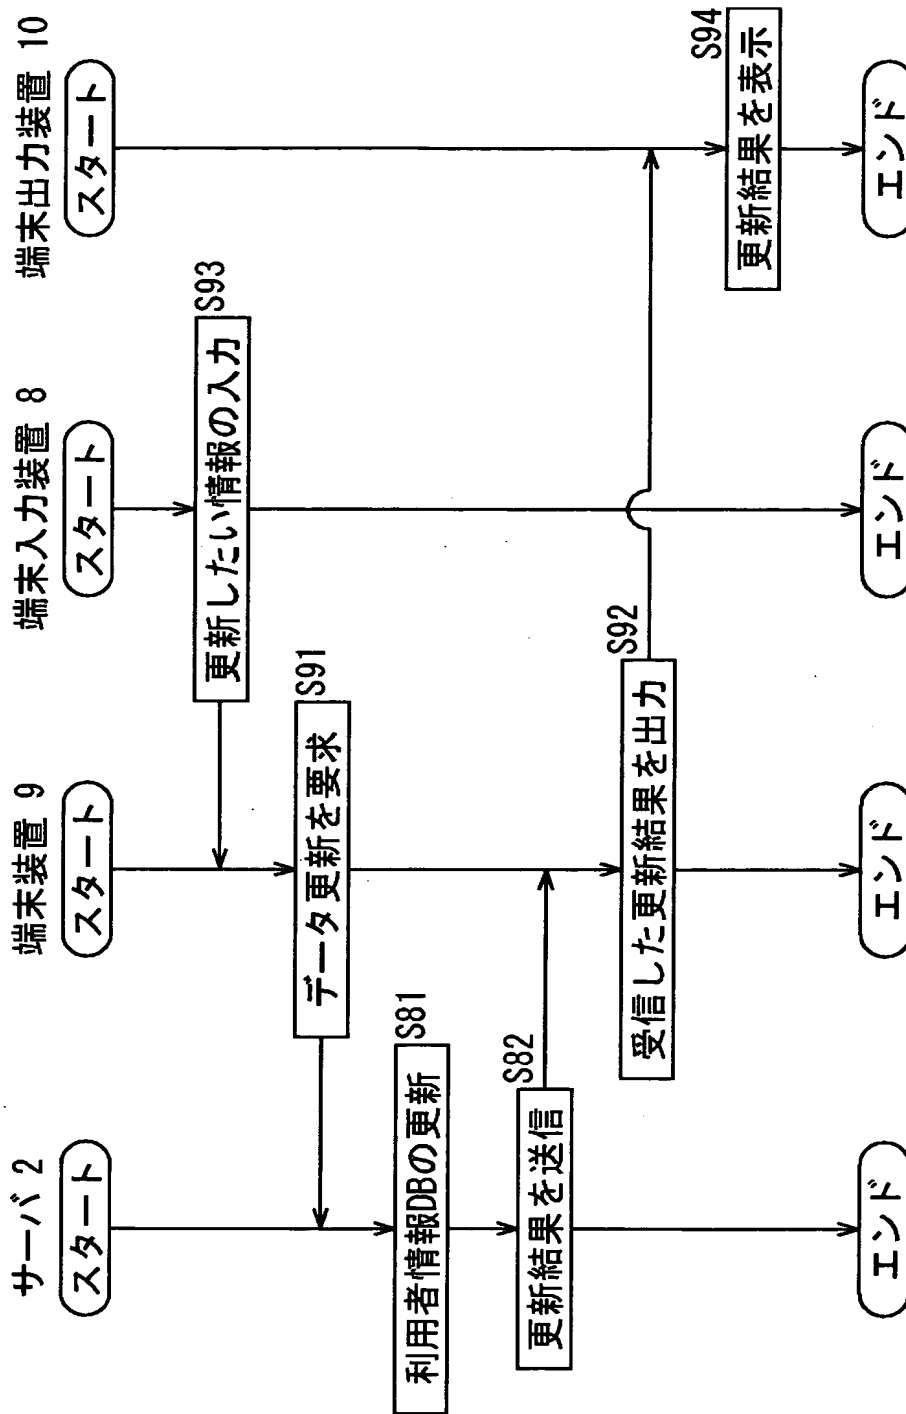 サーバ 2
端末装置 9
端末入力装置 8
端末出力装置 10
スタート
スタート
スタート
スタート
更新したい情報の入力
S93
データ更新を要求
S91
利用者情報DBの更新
S81
更新結果を送信
S82
受信した更新結果を出力
S92
更新結果を表示
S94
エンド
エンド
エンド
エンド